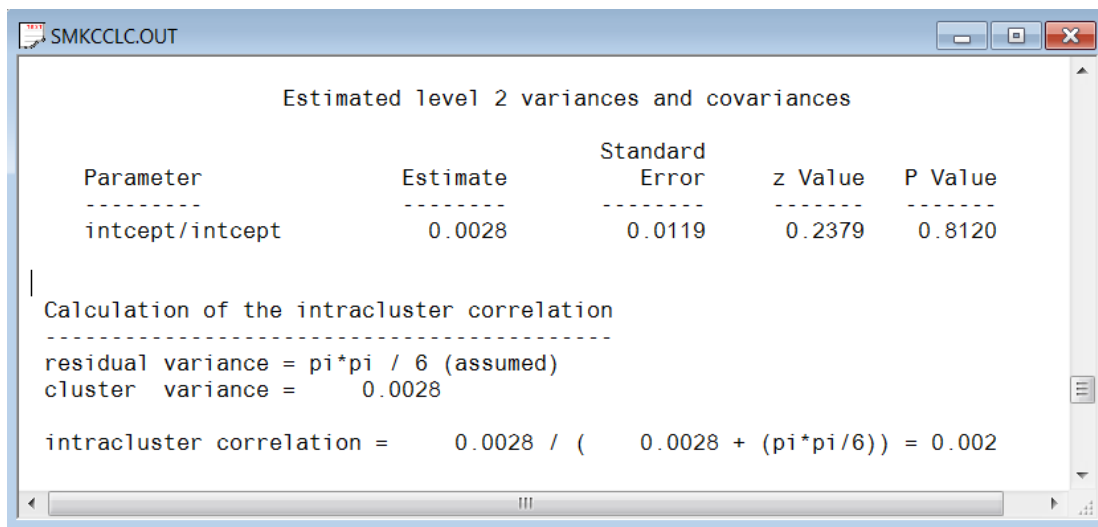 SMKCCLC.OUT
Estimated level 2 variances and covariances
Standard
Parameter Estimate Error z Value P Value
--------- -------- -------- ------- -------
intcept/intcept 0.0028 0.0119 0.2379 0.8120
Calculation of the intracluster correlation
-------------------------------------------
residual variance = pi*pi / 6 (assumed)
cluster variance = 0.0028
intracluster correlation = 0.0028 / ( 0.0028 + (pi*pi/6)) = 0.002